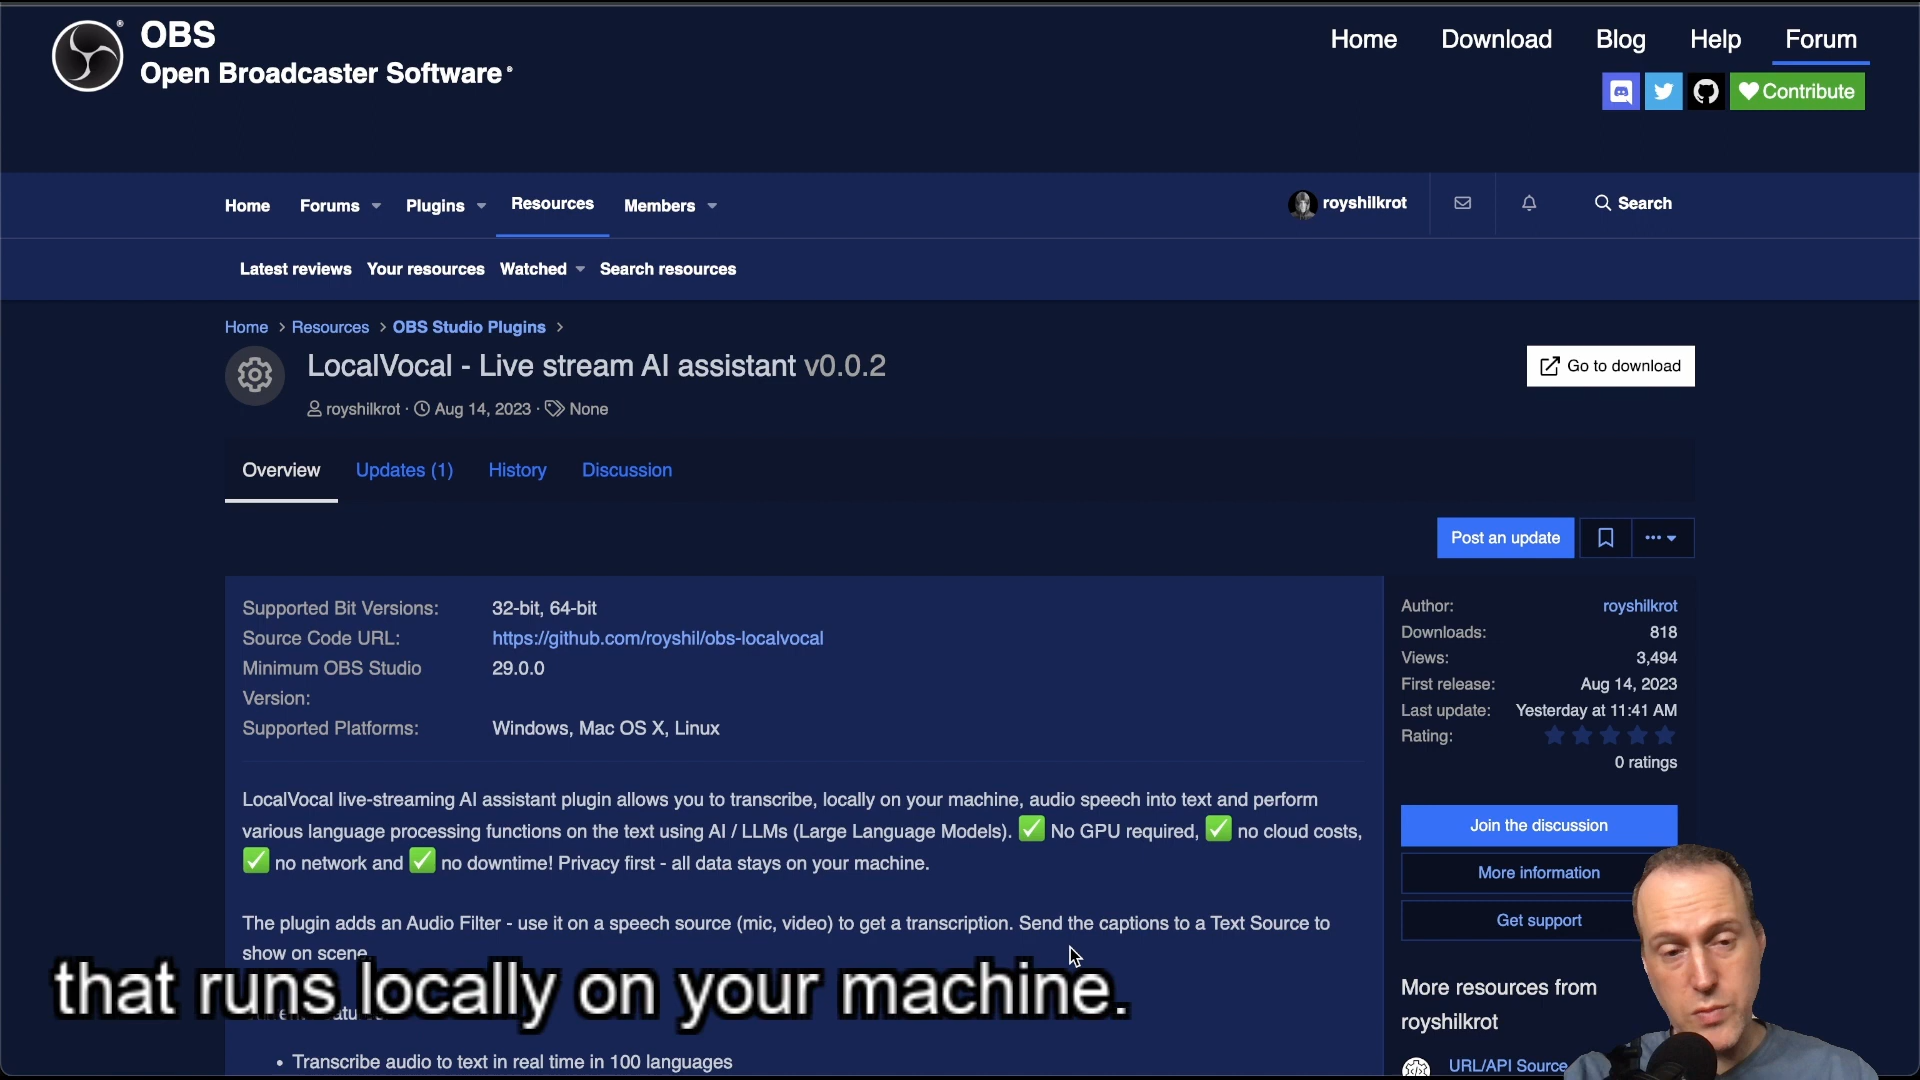 OBS
Open Broadcaster Software
Home Download Blog Help Forum
Contribute
Home Forums Plugins Resources Members
royshilkrot
Search
Latest reviews Your resources Watched Search resources
Home > Resources > OBS Studio Plugins >
LocalVocal - Live stream AI assistant v0.0.2
Go to download
royshilkrot · Aug 14, 2023 · None
Overview Updates (1) History Discussion
Post an update
Supported Bit Versions: 32-bit, 64-bit
Source Code URL: https://github.com/royshil/obs-localvocal
Minimum OBS Studio Version: 29.0.0
Supported Platforms: Windows, Mac OS X, Linux
LocalVocal live-streaming AI assistant plugin allows you to transcribe, locally on your machine, audio speech into text and perform
various language processing functions on the text using AI / LLMs (Large Language Models). ✅ No GPU required, ✅ no cloud costs,
✅ no network and ✅ no downtime! Privacy first - all data stays on your machine.
The plugin adds an Audio Filter - use it on a speech source (mic, video) to get a transcription. Send the captions to a Text Source to
show on scene.
that runs locally on your machine.
• Transcribe audio to text in real time in 100 languages
Author: royshilkrot
Downloads: 818
Views: 3,494
First release: Aug 14, 2023
Last update: Yesterday at 11:41 AM
Rating:
0 ratings
Join the discussion
More information
Get support
More resources from
royshilkrot
URL/API Source